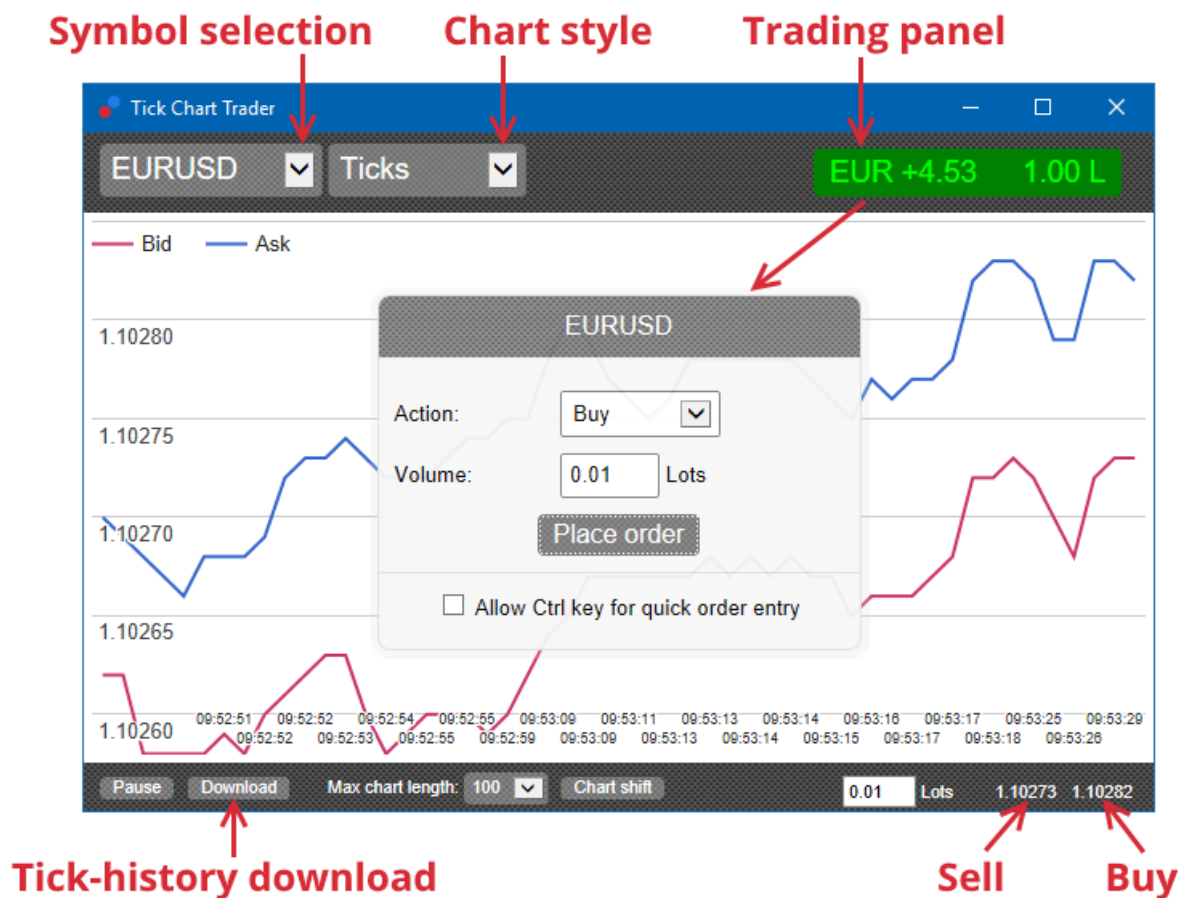 Symbol selection Chart style Trading panel
Tick Chart Trader
EURUSD Ticks EUR +4.53 1.00 L
Bid Ask
EURUSD
1.10280
Action: Buy
1.10275
Volume: 0.01 Lots
1.10270
Place order
Allow Ctrl key for quick order entry
1.10265
09:52:51 09:52:52 09:52:54 09:52:55 09:53:09 09:53:11 09:53:13 09:53:14 09:53:16 09:53:17 09:53:25 09:53:29
1.10260
09:52:52 09:52:53 09:52:55 09:52:59 09:53:09 09:53:13 09:53:14 09:53:15 09:53:17 09:53:18 09:53:26
Pause Download Max chart length: 100 Chart shift 0.01 Lots 1.10273 1.10282
Tick-history download Sell Buy